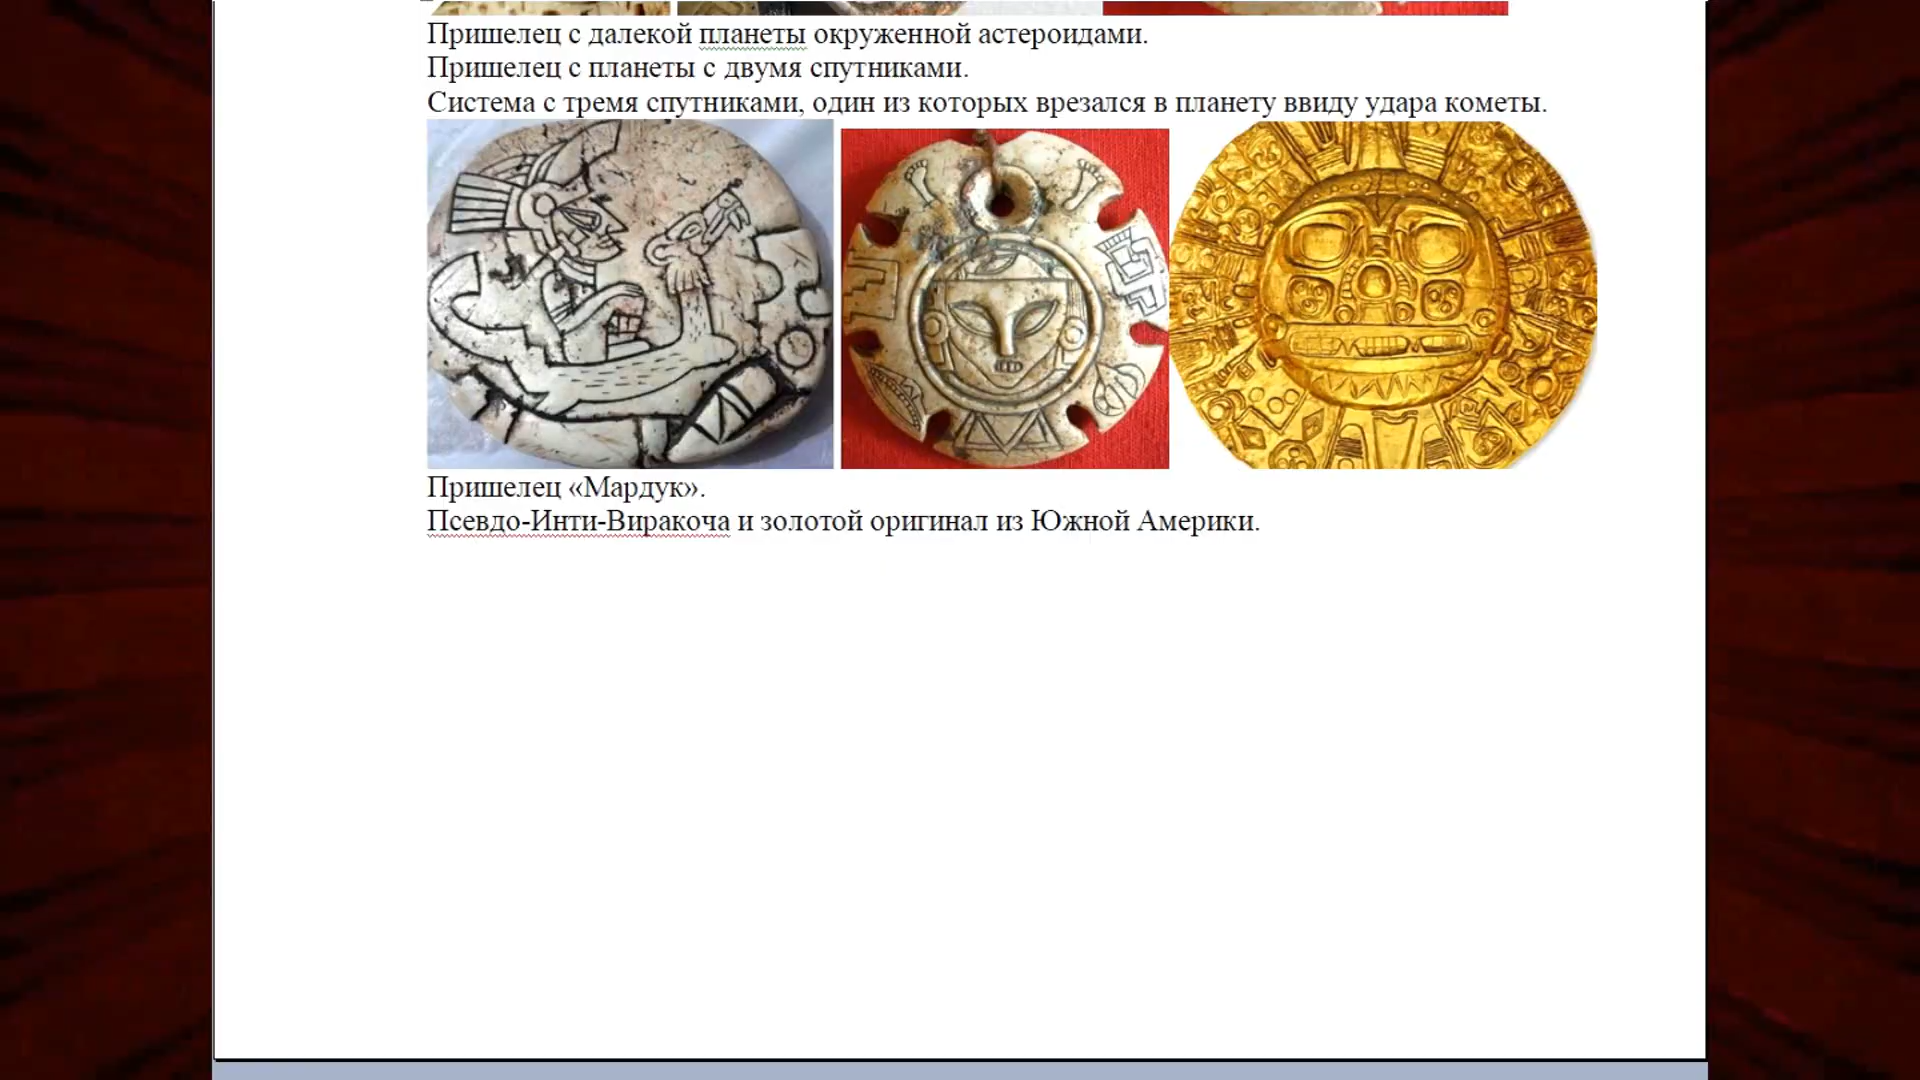 Пришелец с далекой планеты окруженной астероидами.
Пришелец с планеты с двумя спутниками.
Система с тремя спутниками, один из которых врезался в планету ввиду удара кометы.
Пришелец «Мардук».
Псевдо-Инти-Виракоча и золотой оригинал из Южной Америки.